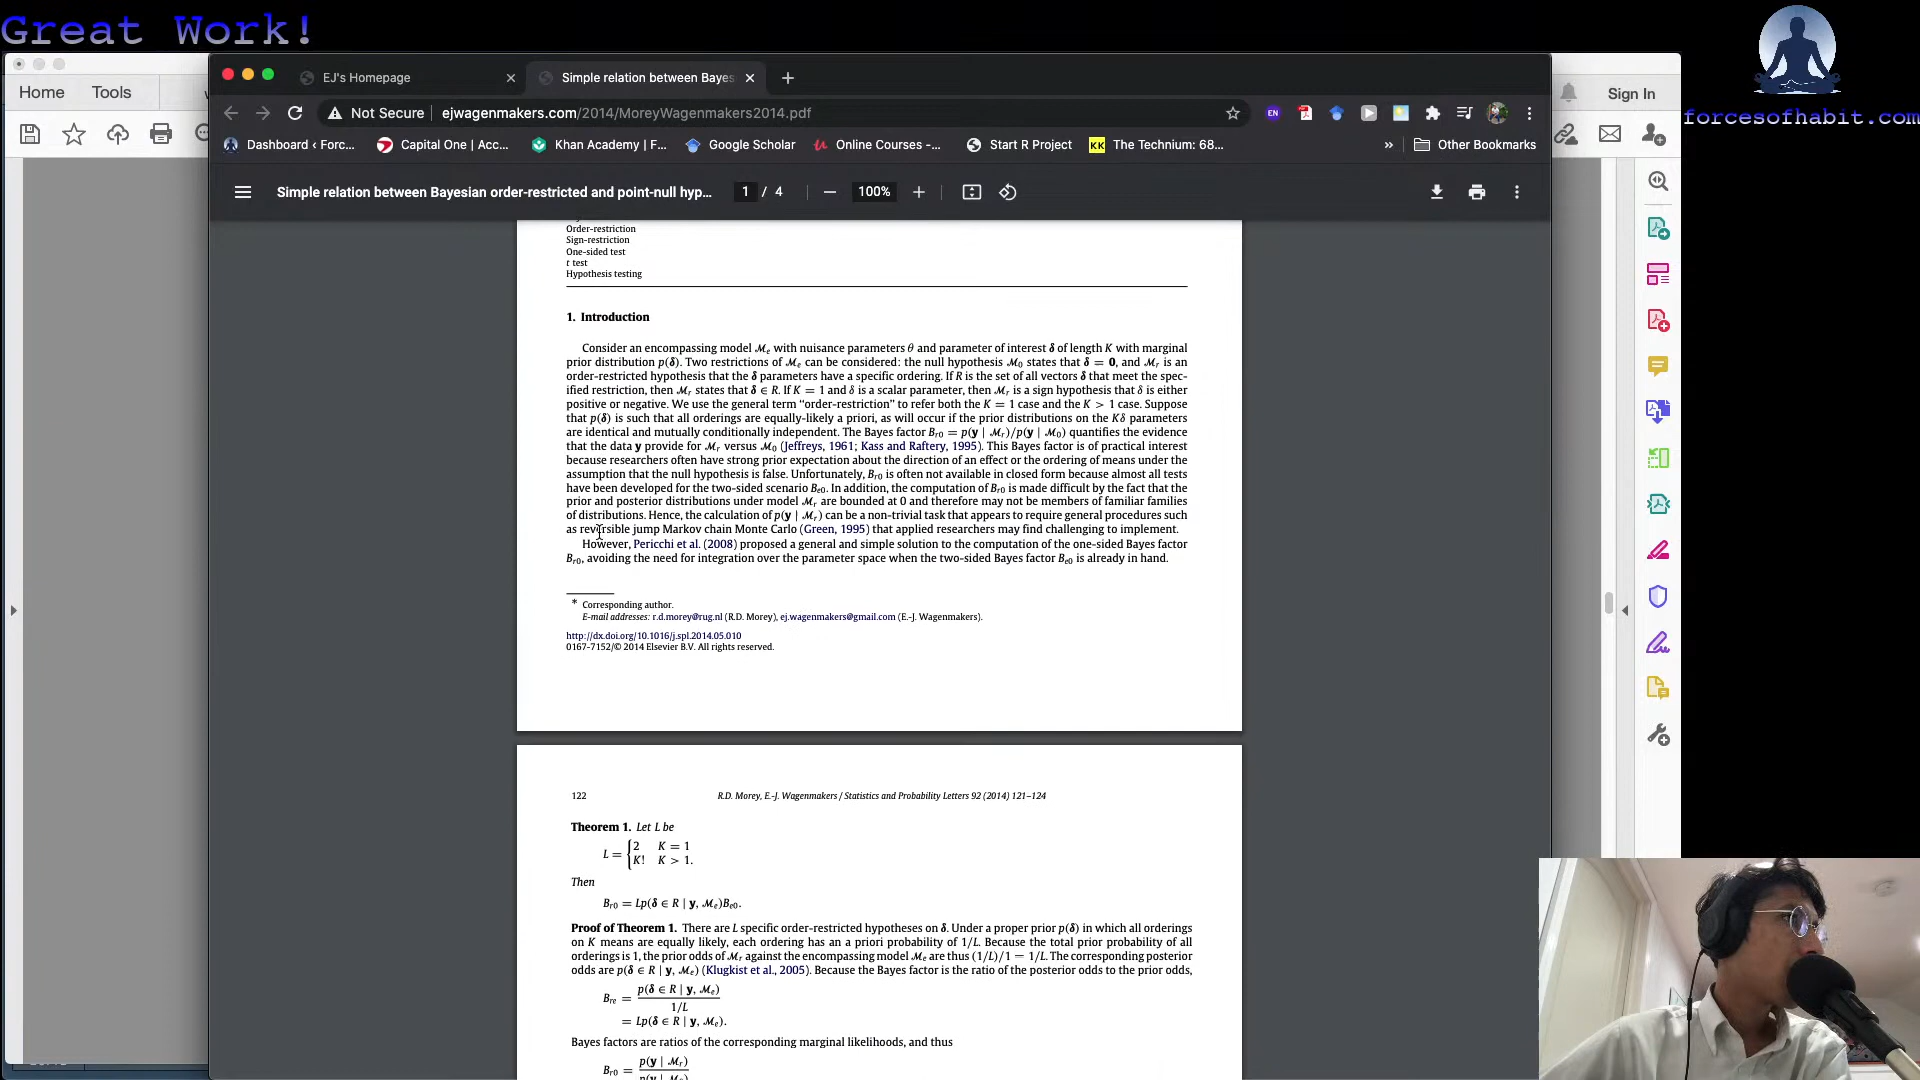 Great Work!
forcesofhabit.com
Home Tools
Sign In
EJ's Homepage
Simple relation between Bayes
Not Secure ejwagenmakers.com/2014/MoreyWagenmakers2014.pdf
EN
Dashboard ‹ Forc... Capital One | Acc... Khan Academy | F... Google Scholar Online Courses -... Start R Project KK The Technium: 68... » Other Bookmarks
Simple relation between Bayesian order-restricted and point-null hyp... 1 / 4 100%
Order-restriction
Sign-restriction
One-sided test
t test
Hypothesis testing
1. Introduction
Consider an encompassing model ℳe with nuisance parameters θ and parameter of interest δ of length K with marginal
prior distribution p(δ). Two restrictions of ℳe can be considered: the null hypothesis ℳ0 states that δ = 0, and ℳr is an
order-restricted hypothesis that the δ parameters have a specific ordering. If R is the set of all vectors δ that meet the spec-
ified restriction, then ℳr states that δ ∈ R. If K = 1 and δ is a scalar parameter, then ℳr is a sign hypothesis that δ is either
positive or negative. We use the general term “order-restriction” to refer both the K = 1 case and the K > 1 case. Suppose
that p(δ) is such that all orderings are equally-likely a priori, as will occur if the prior distributions on the Kδ parameters
are identical and mutually conditionally independent. The Bayes factor Br0 = p(y | ℳr)/p(y | ℳ0) quantifies the evidence
that the data y provide for ℳr versus ℳ0 (Jeffreys, 1961; Kass and Raftery, 1995). This Bayes factor is of practical interest
because researchers often have strong prior expectation about the direction of an effect or the ordering of means under the
assumption that the null hypothesis is false. Unfortunately, Br0 is often not available in closed form because almost all tests
have been developed for the two-sided scenario Be0. In addition, the computation of Br0 is made difficult by the fact that the
prior and posterior distributions under model ℳr are bounded at 0 and therefore may not be members of familiar families
of distributions. Hence, the calculation of p(y | ℳr) can be a non-trivial task that appears to require general procedures such
as reversible jump Markov chain Monte Carlo (Green, 1995) that applied researchers may find challenging to implement.
However, Pericchi et al. (2008) proposed a general and simple solution to the computation of the one-sided Bayes factor
Br0, avoiding the need for integration over the parameter space when the two-sided Bayes factor Be0 is already in hand.
* Corresponding author.
E-mail addresses: r.d.morey@rug.nl (R.D. Morey), ej.wagenmakers@gmail.com (E.-J. Wagenmakers).
http://dx.doi.org/10.1016/j.spl.2014.05.010
0167-7152/© 2014 Elsevier B.V. All rights reserved.
122 R.D. Morey, E.-J. Wagenmakers / Statistics and Probability Letters 92 (2014) 121–124
Theorem 1. Let L be
L = {2 K = 1
K! K > 1.
Then
Br0 = Lp(δ ∈ R | y, ℳe)Be0.
Proof of Theorem 1. There are L specific order-restricted hypotheses on δ. Under a proper prior p(δ) in which all orderings
on K means are equally likely, each ordering has an a priori probability of 1/L. Because the total prior probability of all
orderings is 1, the prior odds of ℳr against the encompassing model ℳe are thus (1/L)/1 = 1/L. The corresponding posterior
odds are p(δ ∈ R | y, ℳe) (Klugkist et al., 2005). Because the Bayes factor is the ratio of the posterior odds to the prior odds,
Bre = p(δ ∈ R | y, ℳe)
1/L
= Lp(δ ∈ R | y, ℳe).
Bayes factors are ratios of the corresponding marginal likelihoods, and thus
Br0 = p(y | ℳr)